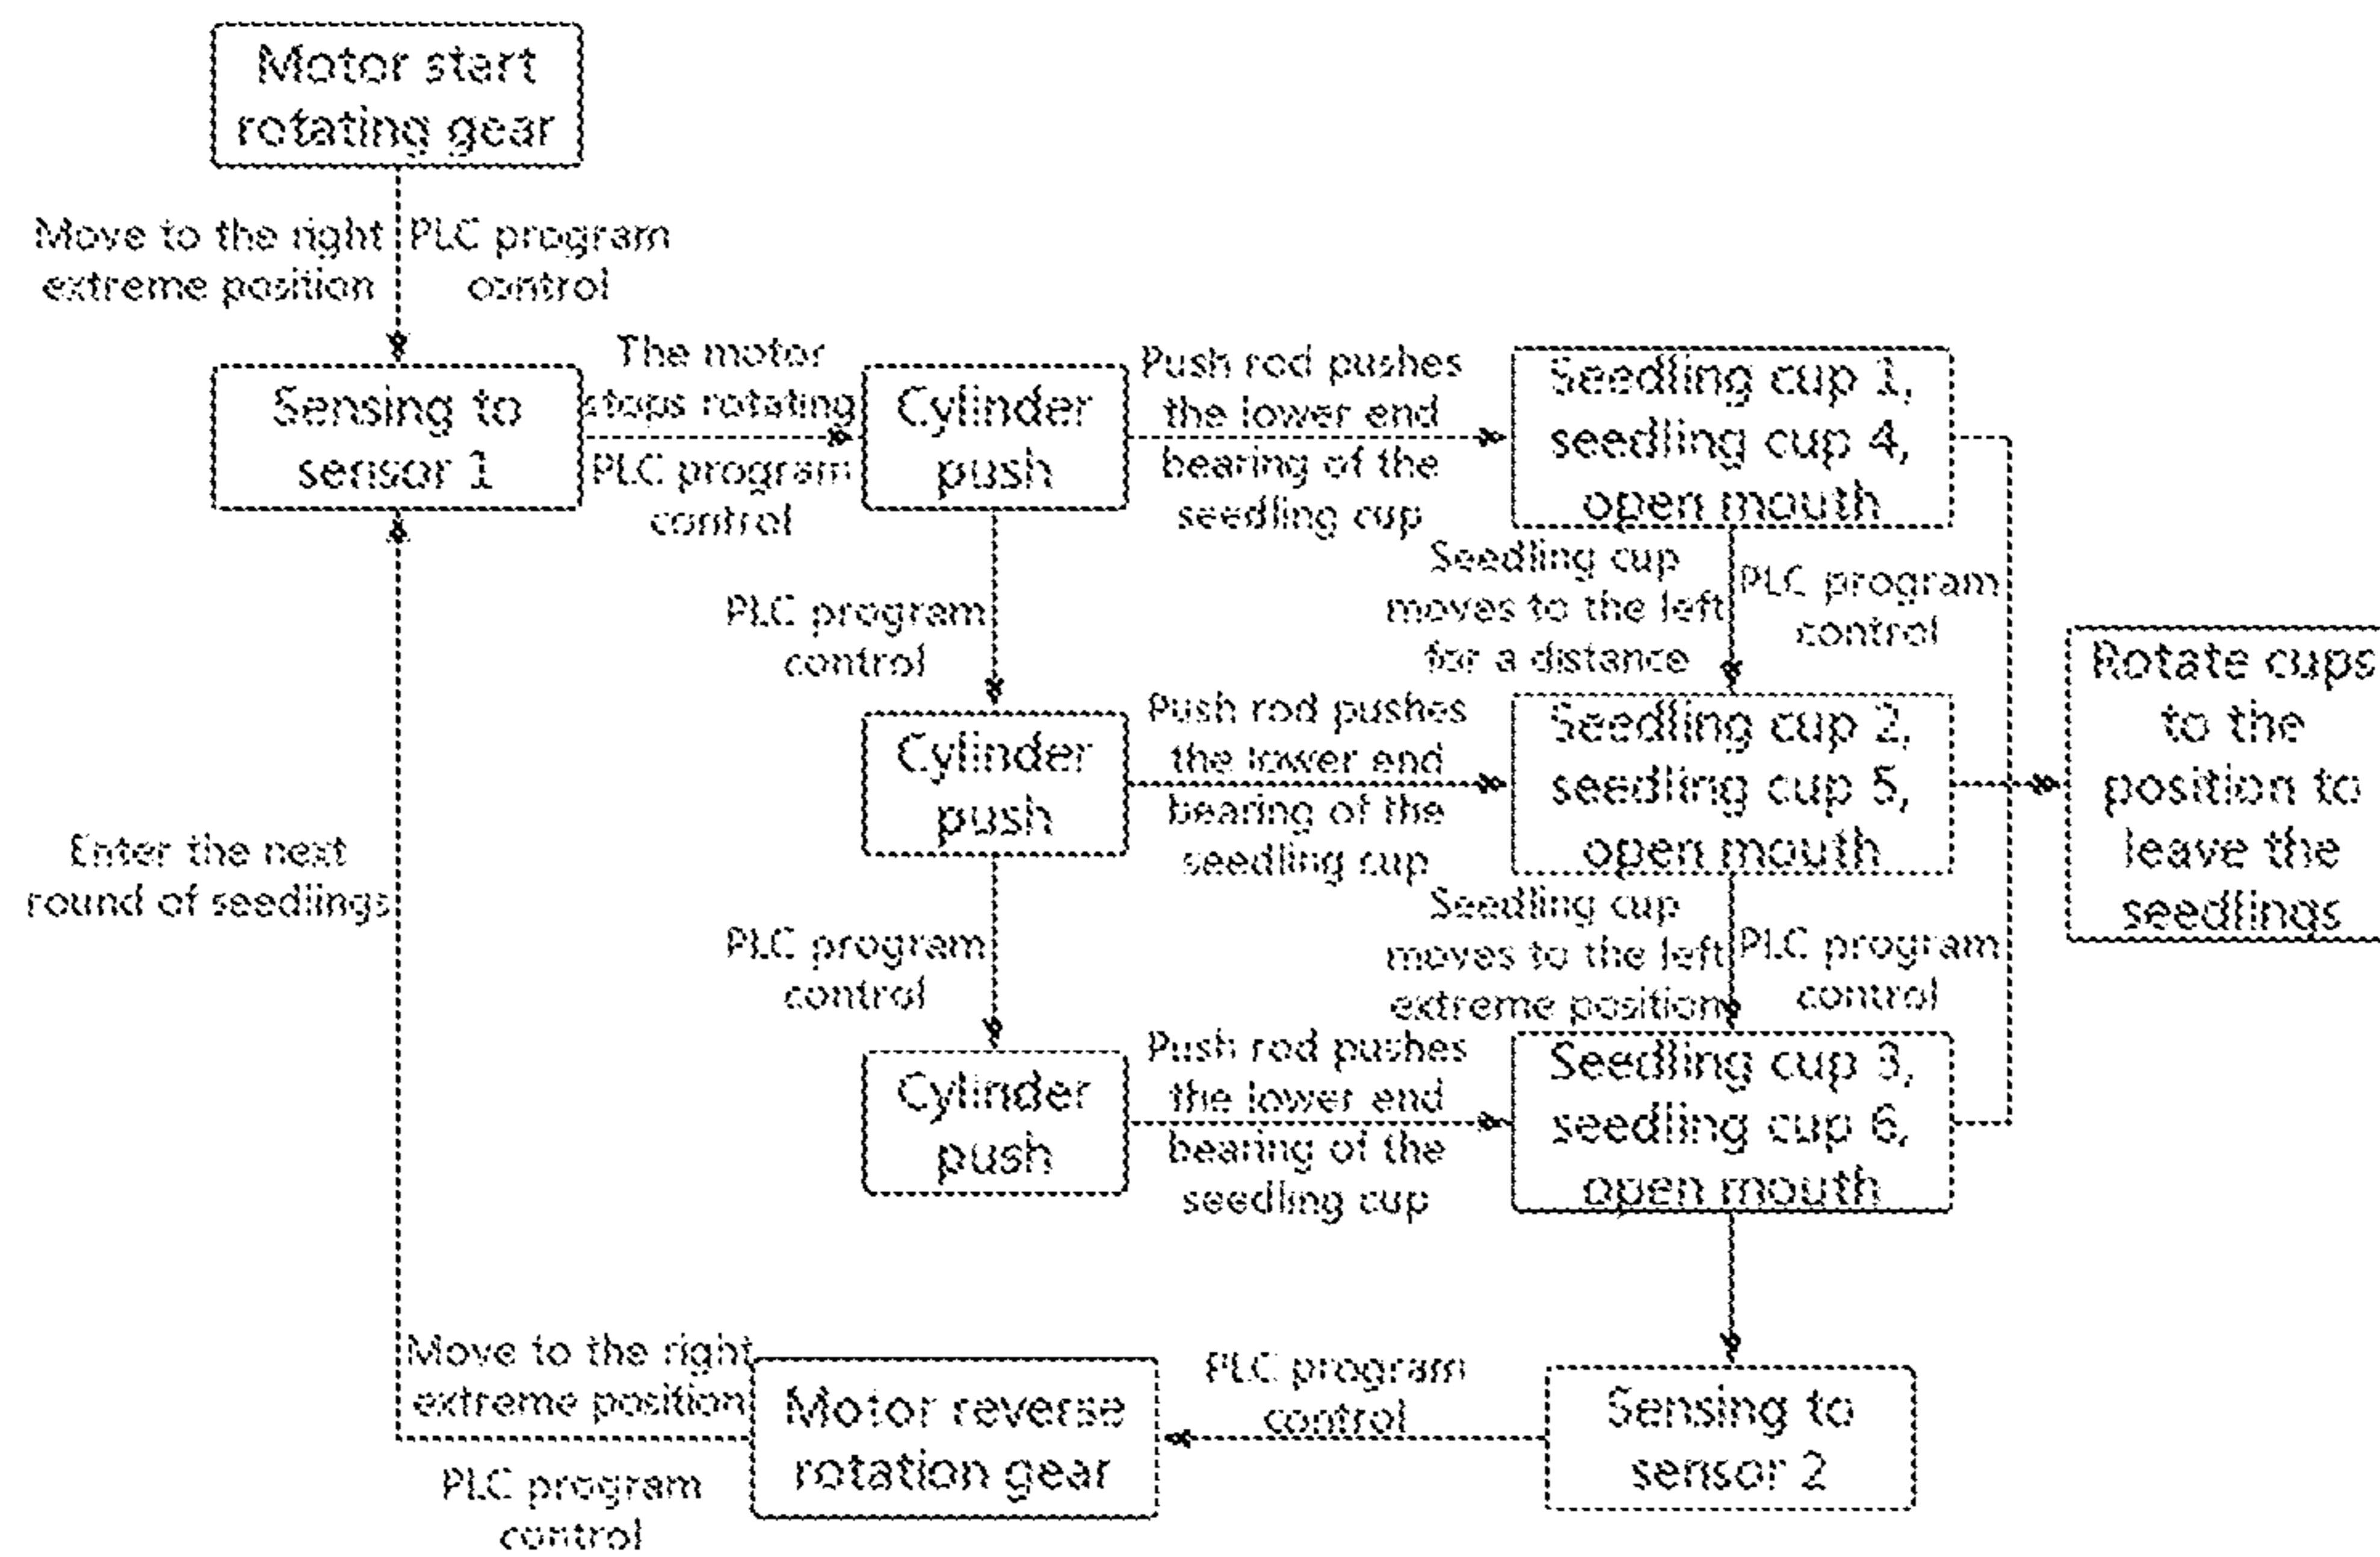 Motor start
rotating gear
Move to the right
extreme position
PLC program
control
Sensing to
sensor 1
The motor
stops rotating
PLC program
control
Cylinder
push
Push rod pushes
the lower end
bearing of the
seedling cup
Seedling cup 1,
seedling cup 4,
open mouth
PLC program
control
Seedling cup
moves to the left
for a distance
PLC program
control
Cylinder
push
Push rod pushes
the lower end
bearing of the
seedling cup
Seedling cup 2,
seedling cup 5,
open mouth
Rotate cups
to the
position to
leave the
seedlings
Enter the next
round of seedlings
PLC program
control
Seedling cup
moves to the left
extreme position
PLC program
control
Cylinder
push
Push rod pushes
the lower end
bearing of the
seedling cup
Seedling cup 3,
seedling cup 6,
open mouth
Move to the right
extreme position
PLC program
control
Motor reverse
rotation gear
PLC program
control
Sensing to
sensor 2